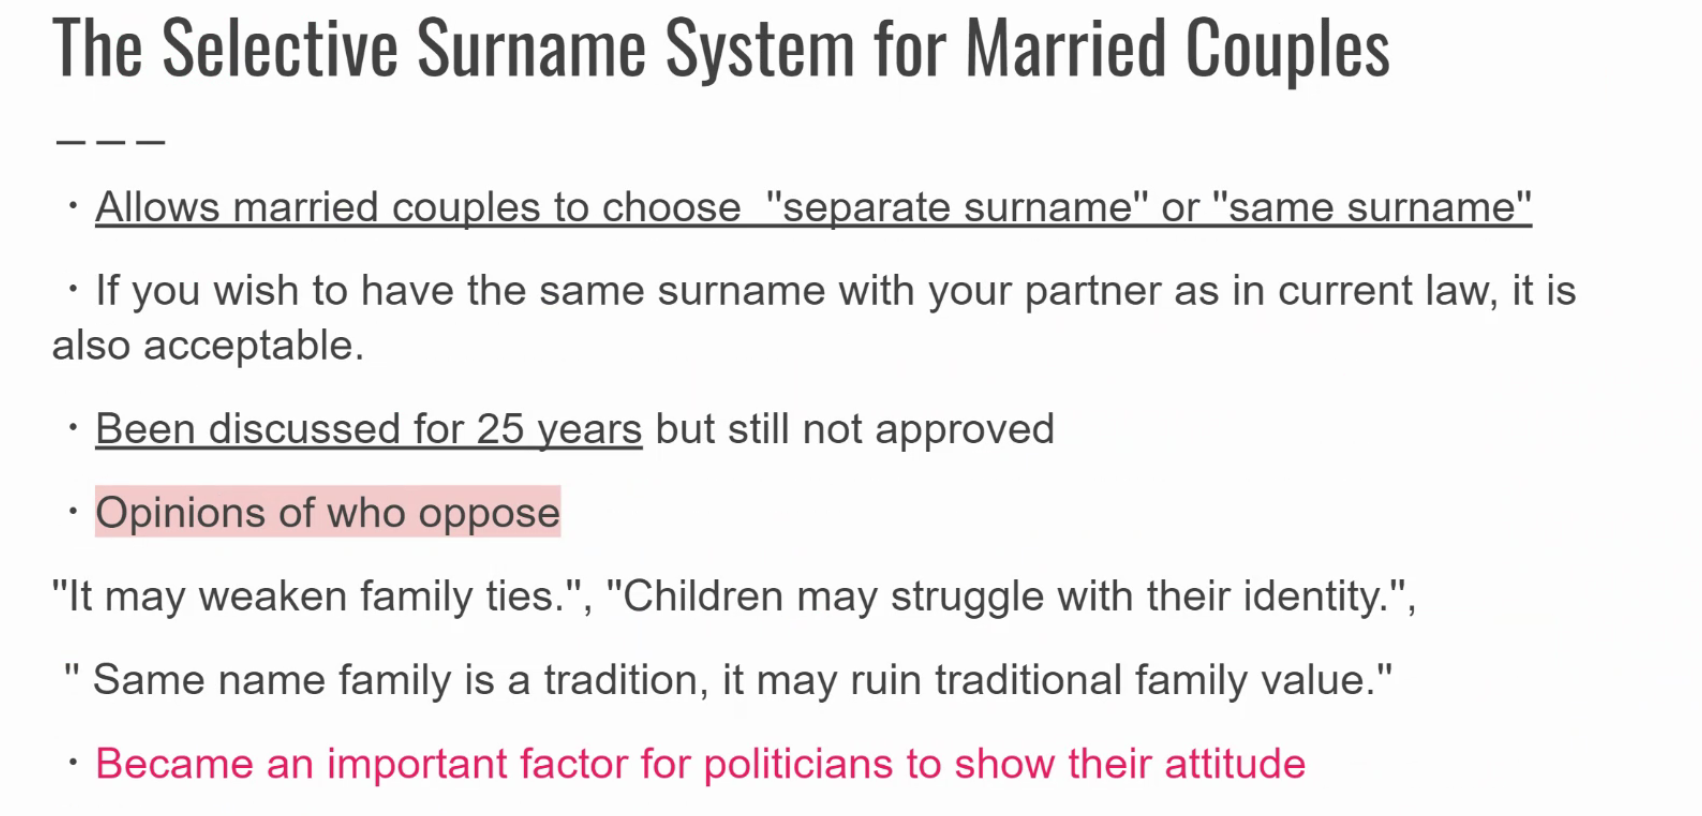 The Selective Surname System for Married Couples
———
・Allows married couples to choose  "separate surname" or "same surname"
・If you wish to have the same surname with your partner as in current law, it is
also acceptable.
・Been discussed for 25 years but still not approved
・Opinions of who oppose
"It may weaken family ties.", "Children may struggle with their identity.",
" Same name family is a tradition, it may ruin traditional family value."
・Became an important factor for politicians to show their attitude